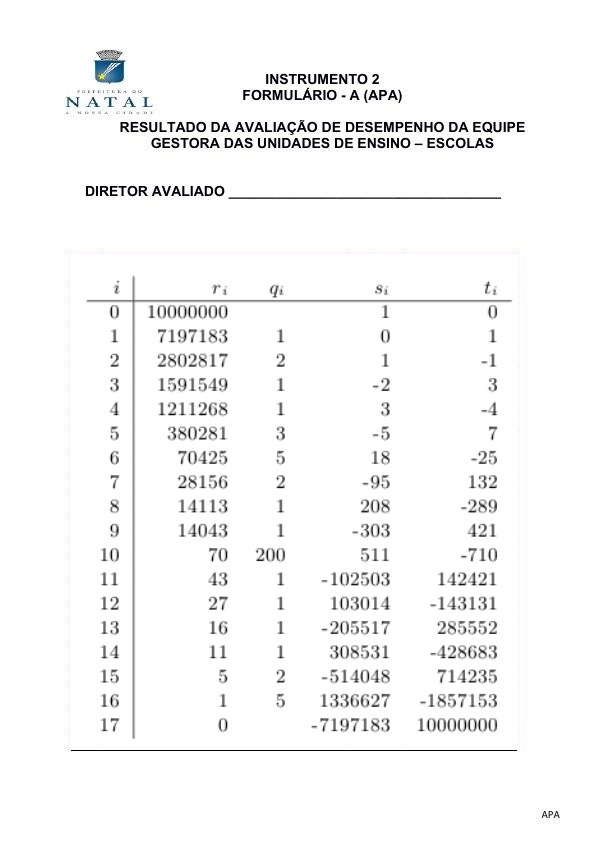 PREFEITURA DO
NATAL
A NOSSA CIDADE
INSTRUMENTO 2
FORMULÁRIO - A (APA)
RESULTADO DA AVALIAÇÃO DE DESEMPENHO DA EQUIPE
GESTORA DAS UNIDADES DE ENSINO – ESCOLAS
DIRETOR AVALIADO ___________________________________
i r_i q_i s_i t_i
0 10000000 1 0
1 7197183 1 0 1
2 2802817 2 1 -1
3 1591549 1 -2 3
4 1211268 1 3 -4
5 380281 3 -5 7
6 70425 5 18 -25
7 28156 2 -95 132
8 14113 1 208 -289
9 14043 1 -303 421
10 70 200 511 -710
11 43 1 -102503 142421
12 27 1 103014 -143131
13 16 1 -205517 285552
14 11 1 308531 -428683
15 5 2 -514048 714235
16 1 5 1336627 -1857153
17 0 -7197183 10000000
APA